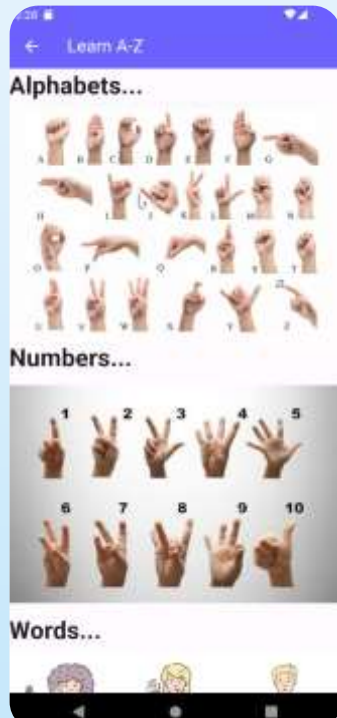 Learn A-Z
Alphabets...
A B C D E F G
H I J K L M N
O P Q R S T
U V W X Y Z
Numbers...
1 2 3 4 5
6 7 8 9 10
Words...